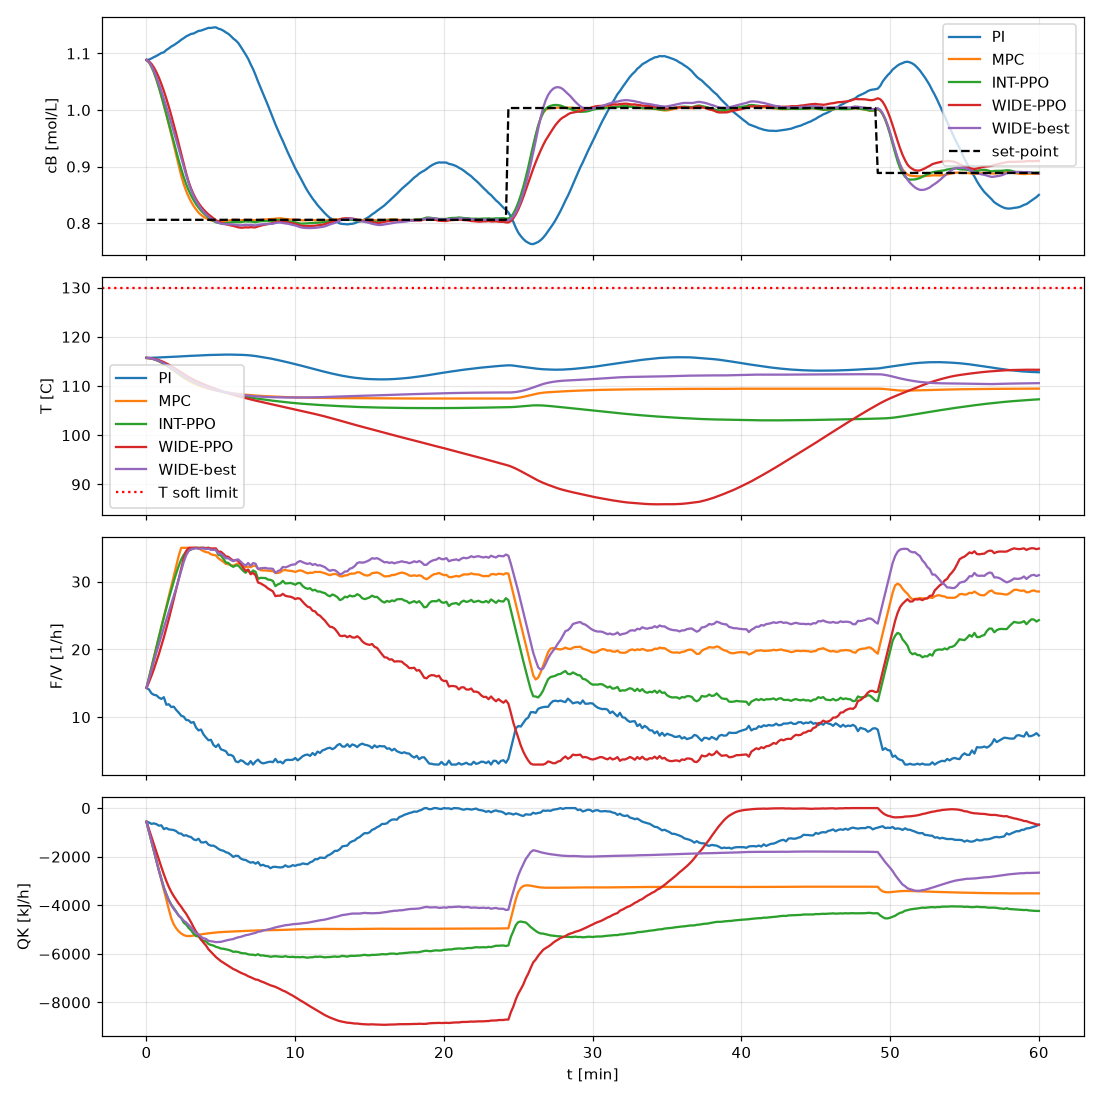 cB [mol/L]
1.1
1.0
0.9
0.8
PI
MPC
INT-PPO
WIDE-PPO
WIDE-best
set-point
T [C]
130
120
110
100
90
PI
MPC
INT-PPO
WIDE-PPO
WIDE-best
T soft limit
F/V [1/h]
30
20
10
QK [kJ/h]
0
−2000
−4000
−6000
−8000
0 10 20 30 40 50 60
t [min]